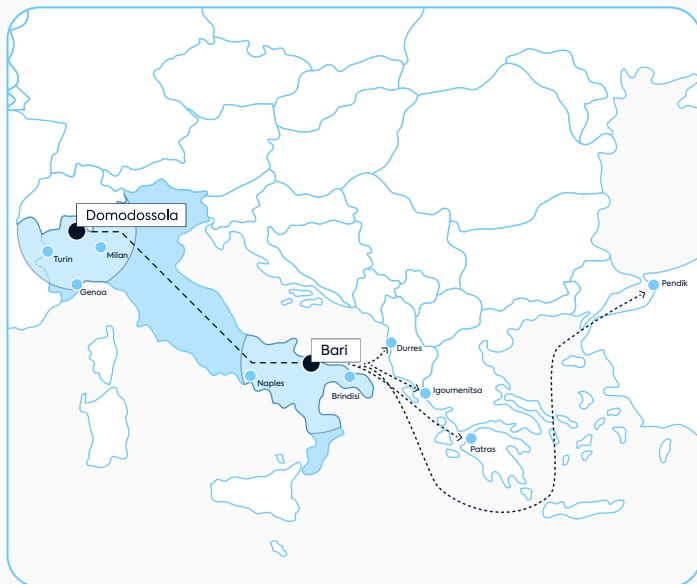 Domodossola
Turin
Milan
Genoa
Pendik
Bari
Durres
Naples
Igoumenitsa
Brindisi
Patras